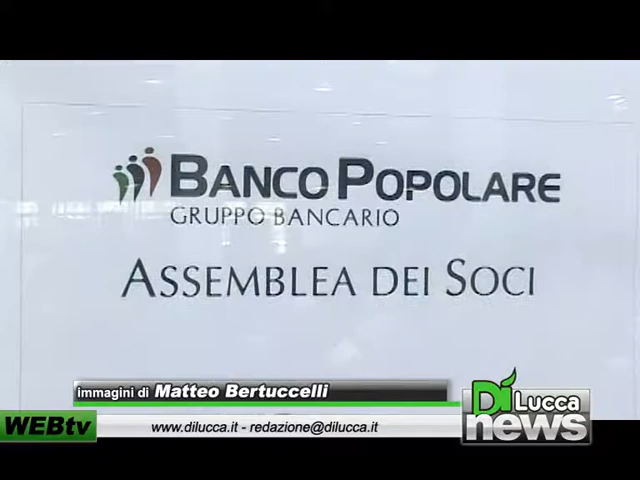 BANCO POPOLARE
GRUPPO BANCARIO
ASSEMBLEA DEI SOCI
immagini di Matteo Bertuccelli
Dì LUCCA
news
WEBtv
www.dilucca.it - redazione@dilucca.it